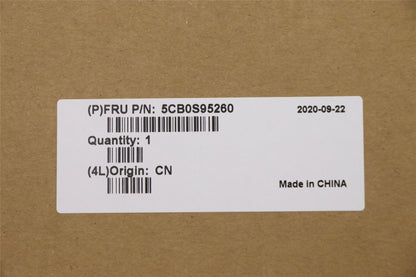 (P)FRU P/N: 5CB0S95260 2020-09-22
Quantity: 1
(4L)Origin: CN
Made in CHINA